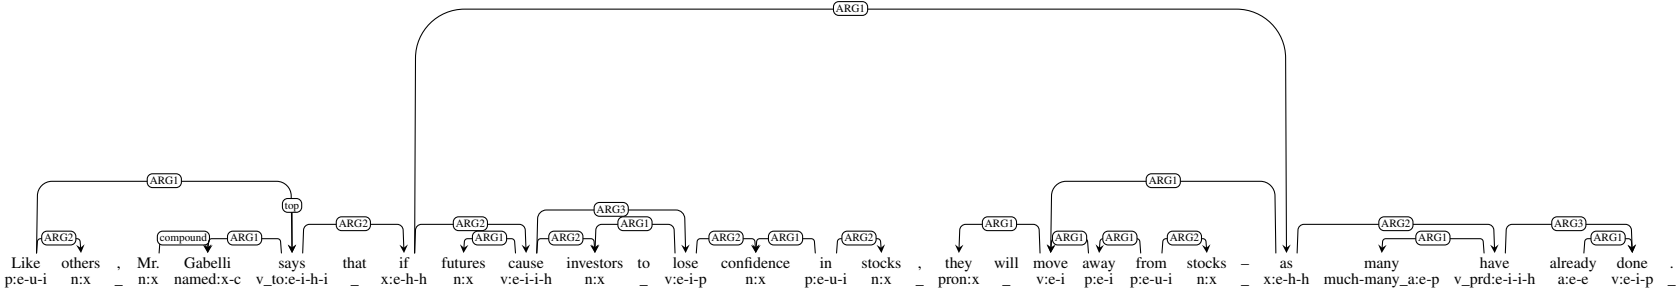 ARG1
ARG1 ARG1
top
ARG3
ARG2 ARG2 ARG1 ARG1 ARG2 ARG3
ARG2 compound ARG1 ARG1 ARG2 ARG2 ARG1 ARG2 ARG1 ARG2 ARG1 ARG1
Like others , Mr. Gabelli says that if futures cause investors to lose confidence in stocks , they will move away from stocks – as many have already done .
p:e-u-i n:x _ n:x named:x-c v_to:e-i-h-i _ x:e-h-h n:x v:e-i-i-h n:x _ v:e-i-p n:x p:e-u-i n:x _ pron:x _ v:e-i p:e-i p:e-u-i n:x _ x:e-h-h much-many_a:e-p v_prd:e-i-i-h a:e-e v:e-i-p _